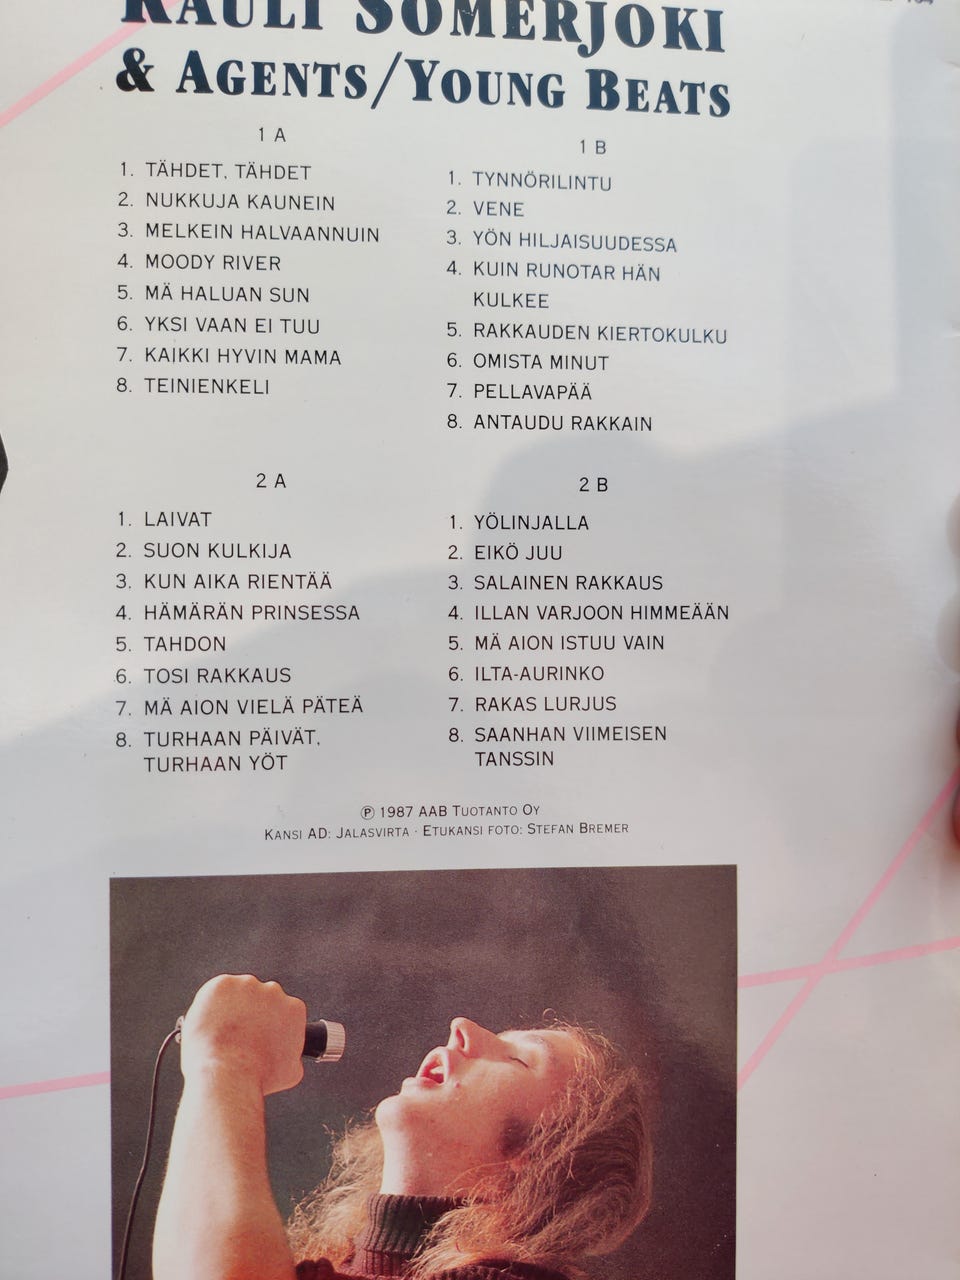 RAULI SOMERJOKI
& AGENTS/YOUNG BEATS
1 A
1. TÄHDET, TÄHDET
2. NUKKUJA KAUNEIN
3. MELKEIN HALVAANNUIN
4. MOODY RIVER
5. MÄ HALUAN SUN
6. YKSI VAAN EI TUU
7. KAIKKI HYVIN MAMA
8. TEINIENKELI
1 B
1. TYNNÖRILINTU
2. VENE
3. YÖN HILJAISUUDESSA
4. KUIN RUNOTAR HÄN
KULKEE
5. RAKKAUDEN KIERTOKULKU
6. OMISTA MINUT
7. PELLAVAPÄÄ
8. ANTAUDU RAKKAIN
2 A
1. LAIVAT
2. SUON KULKIJA
3. KUN AIKA RIENTÄÄ
4. HÄMÄRÄN PRINSESSA
5. TAHDON
6. TOSI RAKKAUS
7. MÄ AION VIELÄ PÄTEÄ
8. TURHAAN PÄIVÄT,
TURHAAN YÖT
2 B
1. YÖLINJALLA
2. EIKÖ JUU
3. SALAINEN RAKKAUS
4. ILLAN VARJOON HIMMEÄÄN
5. MÄ AION ISTUU VAIN
6. ILTA-AURINKO
7. RAKAS LURJUS
8. SAANHAN VIIMEISEN
TANSSIN
℗ 1987 AAB TUOTANTO OY
KANSI AD: JALASVIRTA · ETUKANSI FOTO: STEFAN BREMER